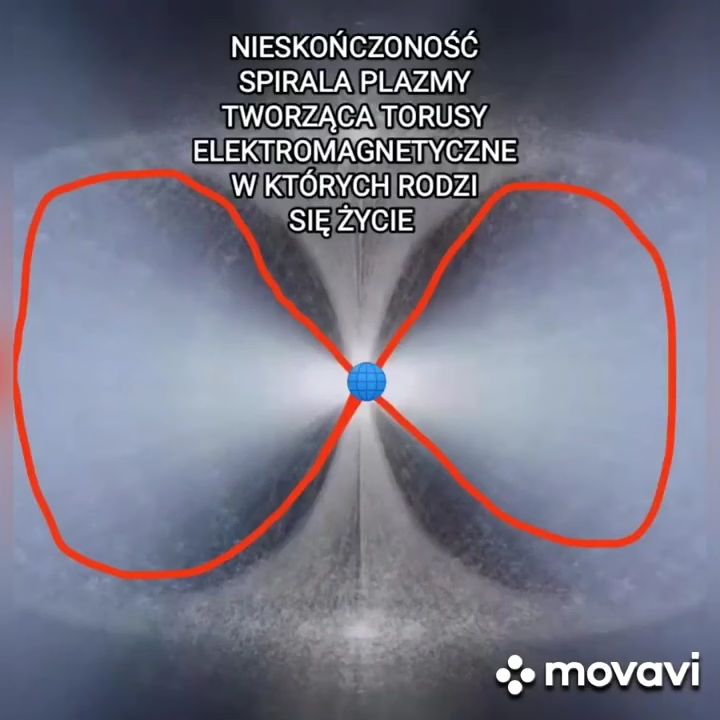 NIESKOŃCZONOŚĆ
SPIRALA PLAZMY
TWORZĄCA TORUSY
ELEKTROMAGNETYCZNE
W KTÓRYCH RODZI
SIĘ ŻYCIE
movavi